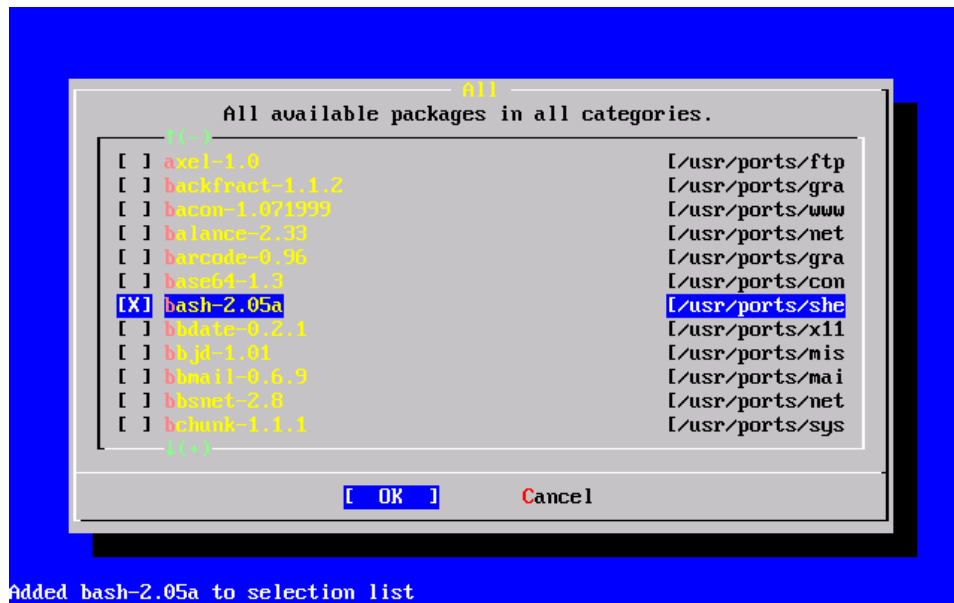 All
All available packages in all categories.
↑(-)
[ ] axel-1.0 [/usr/ports/ftp
[ ] backfract-1.1.2 [/usr/ports/gra
[ ] bacon-1.071999 [/usr/ports/www
[ ] balance-2.33 [/usr/ports/net
[ ] barcode-0.96 [/usr/ports/gra
[ ] base64-1.3 [/usr/ports/con
[X] bash-2.05a [/usr/ports/she
[ ] bbdate-0.2.1 [/usr/ports/x11
[ ] bbjd-1.01 [/usr/ports/mis
[ ] bbmail-0.6.9 [/usr/ports/mai
[ ] bbsnet-2.8 [/usr/ports/net
[ ] bchunk-1.1.1 [/usr/ports/sys
↓(+)
[ OK ] Cancel
Added bash-2.05a to selection list